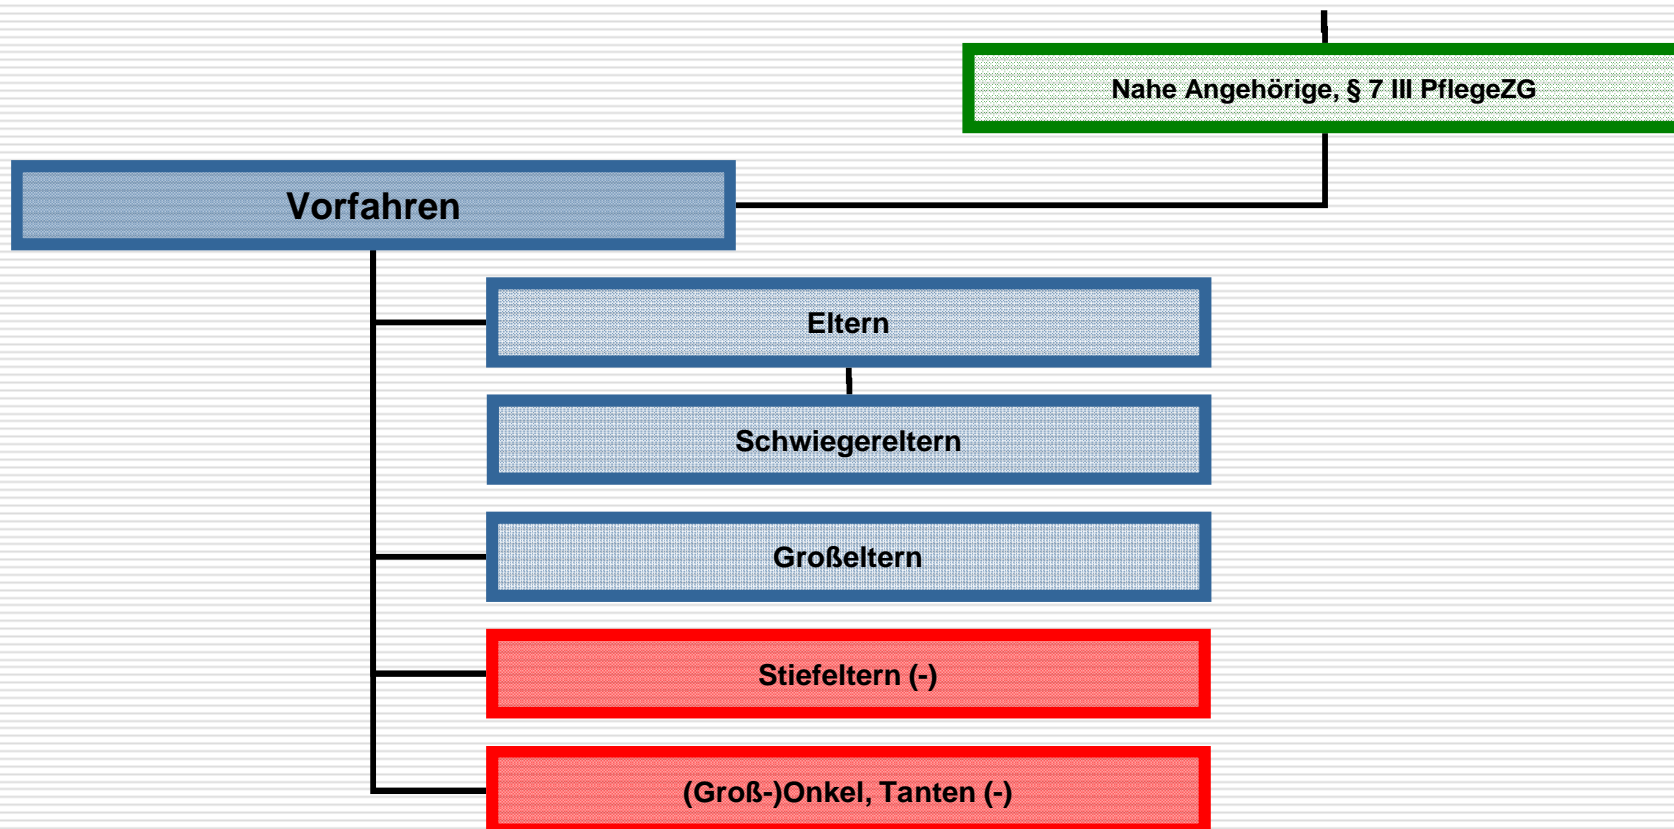 Nahe Angehörige, § 7 III PflegeZG
Vorfahren
Eltern
Schwiegereltern
Großeltern
Stiefeltern (-)
(Groß-)Onkel, Tanten (-)